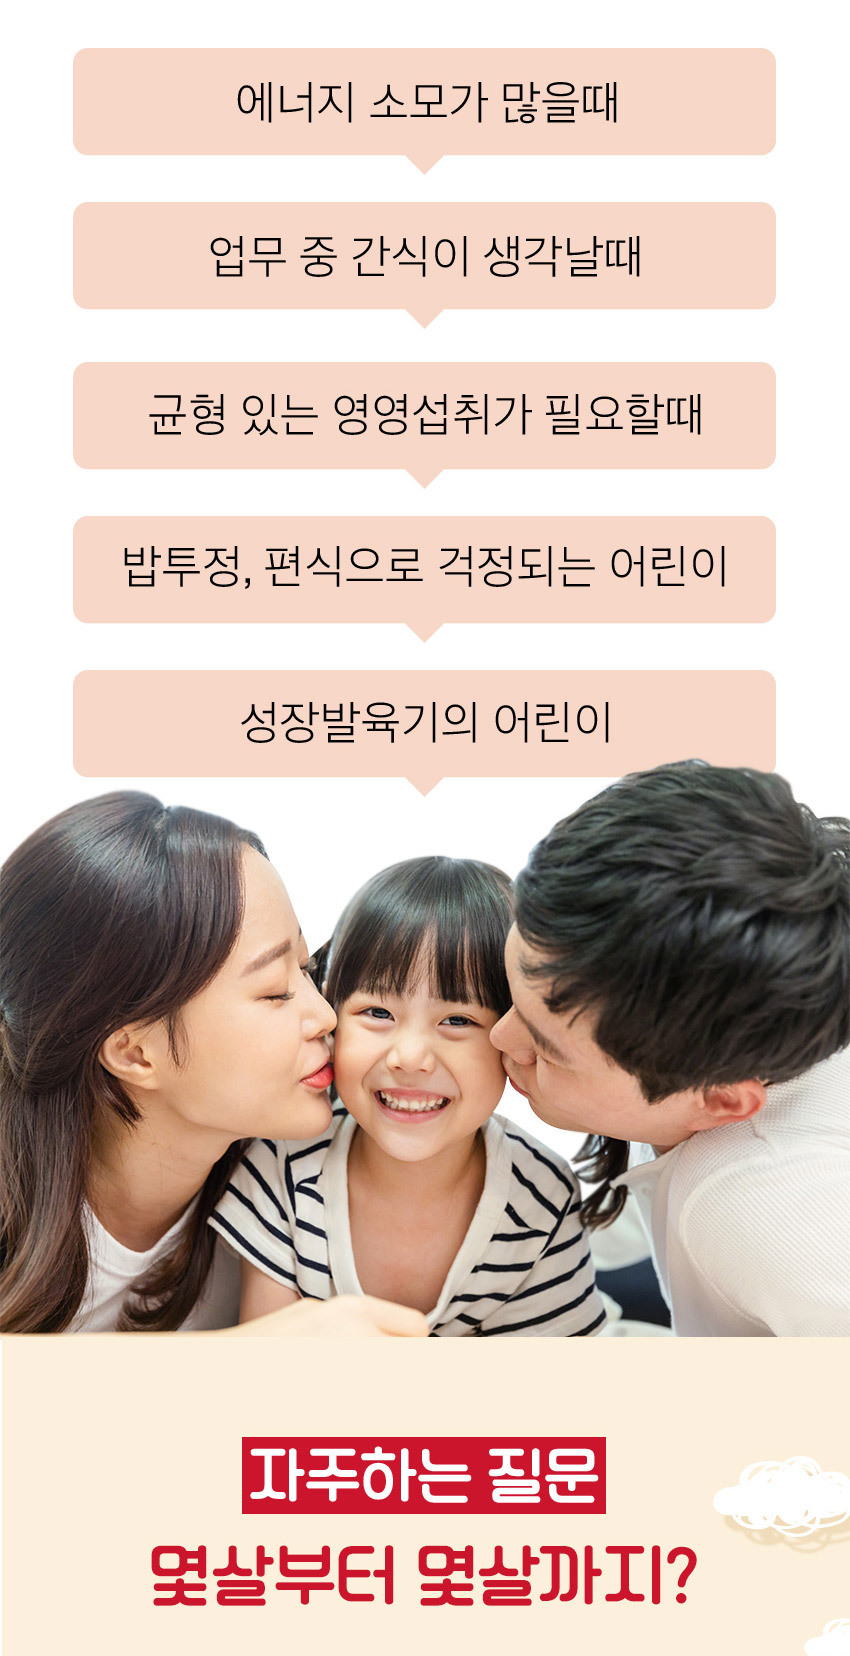 에너지 소모가 많을때
업무 중 간식이 생각날때
균형 있는 영영섭취가 필요할때
밥투정, 편식으로 걱정되는 어린이
성장발육기의 어린이
자주하는 질문
몇살부터 몇살까지?